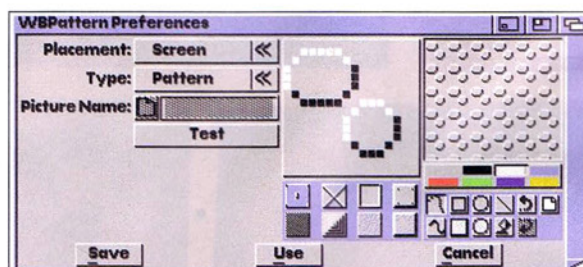 WBPattern Preferences
Placement: Screen
Type: Pattern
Picture Name:
Test
Save Use Cancel